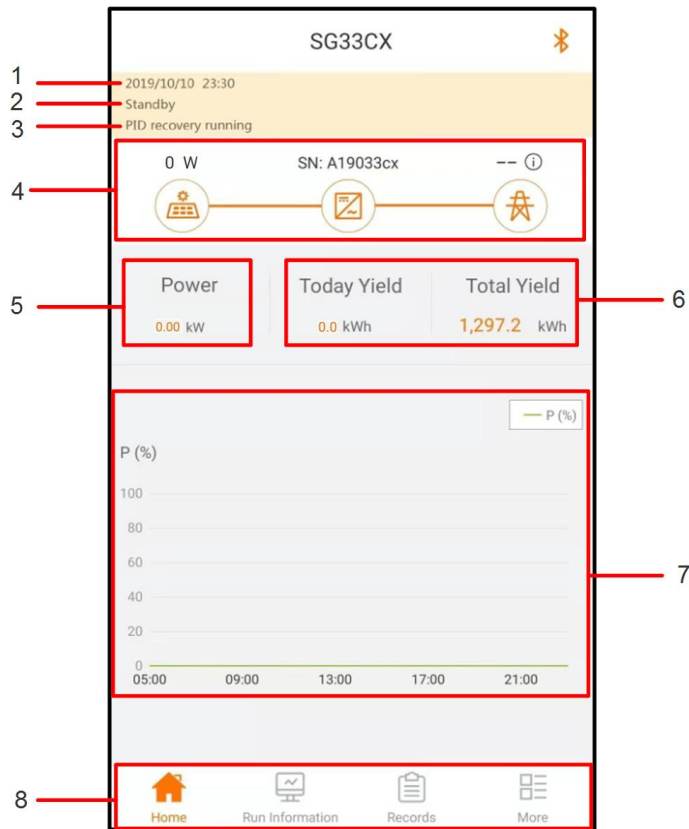 SG33CX
1 2019/10/10 23:30
2 Standby
3 PID recovery running
4
0 W SN: A19033cx --
5
Power Today Yield Total Yield
6
0.00 kW 0.0 kWh 1,297.2 kWh
P (%)
P (%)
100
80
60
7
40
20
0
05:00 09:00 13:00 17:00 21:00
8
Home Run Information Records More